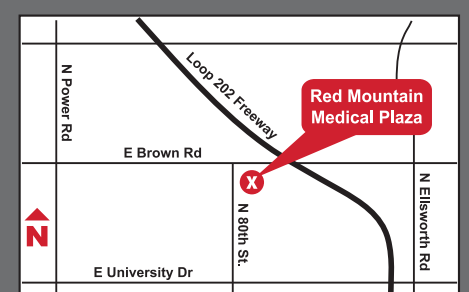 N Power Rd
Loop 202 Freeway
Red Mountain
Medical Plaza
E Brown Rd
X
N 80th St.
N Ellsworth Rd
N
E University Dr